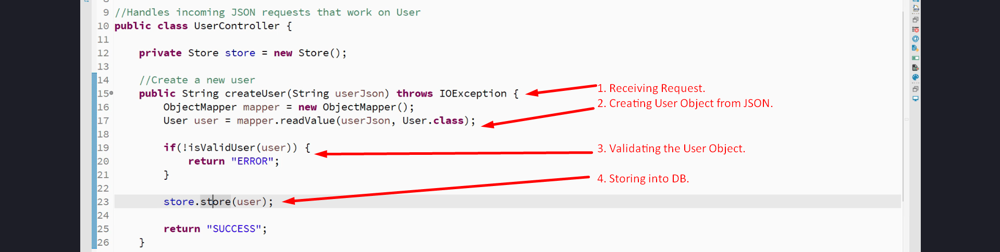 9 //Handles incoming JSON requests that work on User
10 public class UserController {
11
12 private Store store = new Store();
13
14 //Create a new user
15 public String createUser(String userJson) throws IOException {
1. Receiving Request.
16 ObjectMapper mapper = new ObjectMapper();
2. Creating User Object from JSON.
17 User user = mapper.readValue(userJson, User.class);
18
19 if(!isValidUser(user)) {
3. Validating the User Object.
20 return "ERROR";
21 }
4. Storing into DB.
22
23 store.store(user);
24
25 return "SUCCESS";
26 }